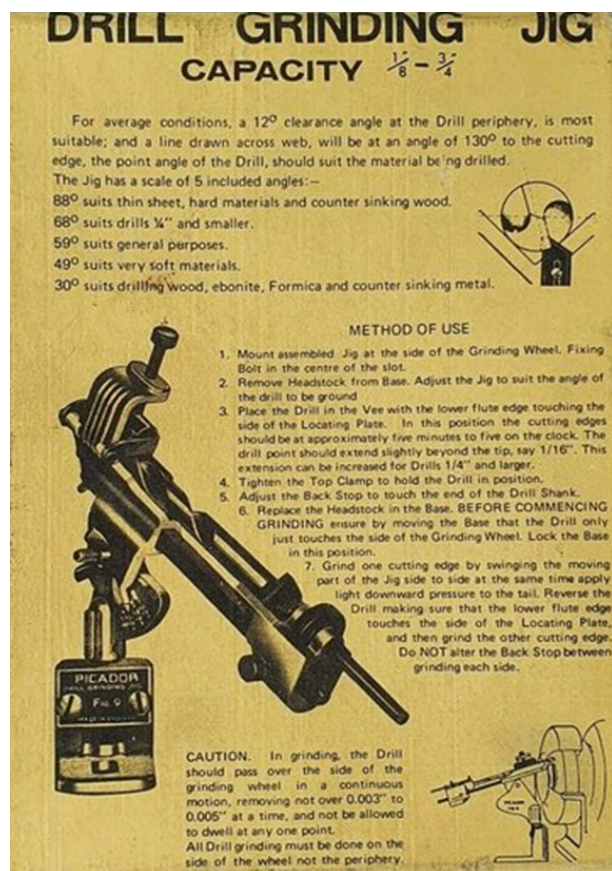 DRILL GRINDING JIG
CAPACITY 1/8" – 3/4"
For average conditions, a 12º clearance angle at the Drill periphery, is most
suitable; and a line drawn across web, will be at an angle of 130º to the cutting
edge, the point angle of the Drill, should suit the material being drilled.
The Jig has a scale of 5 included angles:—
88º suits thin sheet, hard materials and counter sinking wood.
68º suits drills ¼" and smaller.
59º suits general purposes.
49º suits very soft materials.
30º suits drilling wood, ebonite, Formica and counter sinking metal.
METHOD OF USE
1. Mount assembled Jig at the side of the Grinding Wheel. Fixing
Bolt in the centre of the slot.
2. Remove Headstock from Base. Adjust the Jig to suit the angle of
the drill to be ground
3. Place the Drill in the Vee with the lower flute edge touching the
side of the Locating Plate. In this position the cutting edges
should be at approximately five minutes to five on the clock. The
drill point should extend slightly beyond the tip, say 1/16". This
extension can be increased for Drills 1/4" and larger.
4. Tighten the Top Clamp to hold the Drill in position.
5. Adjust the Back Stop to touch the end of the Drill Shank.
6. Replace the Headstock in the Base. BEFORE COMMENCING
GRINDING ensure by moving the Base that the Drill only
just touches the side of the Grinding Wheel. Lock the Base
in this position.
7. Grind one cutting edge by swinging the moving
part of the Jig side to side at the same time apply
light downward pressure to the tail. Reverse the
Drill making sure that the lower flute edge
touches the side of the Locating Plate,
and then grind the other cutting edge.
Do NOT alter the Back Stop between
grinding each side.
PICADOR
DRILL GRINDING JIG
FIG. 9
MADE IN ENGLAND
CAUTION. In grinding, the Drill
should pass over the side of the
grinding wheel in a continuous
motion, removing not over 0.003" to
0.005" at a time, and not be allowed
to dwell at any one point.
All Drill grinding must be done on the
side of the wheel not the periphery.